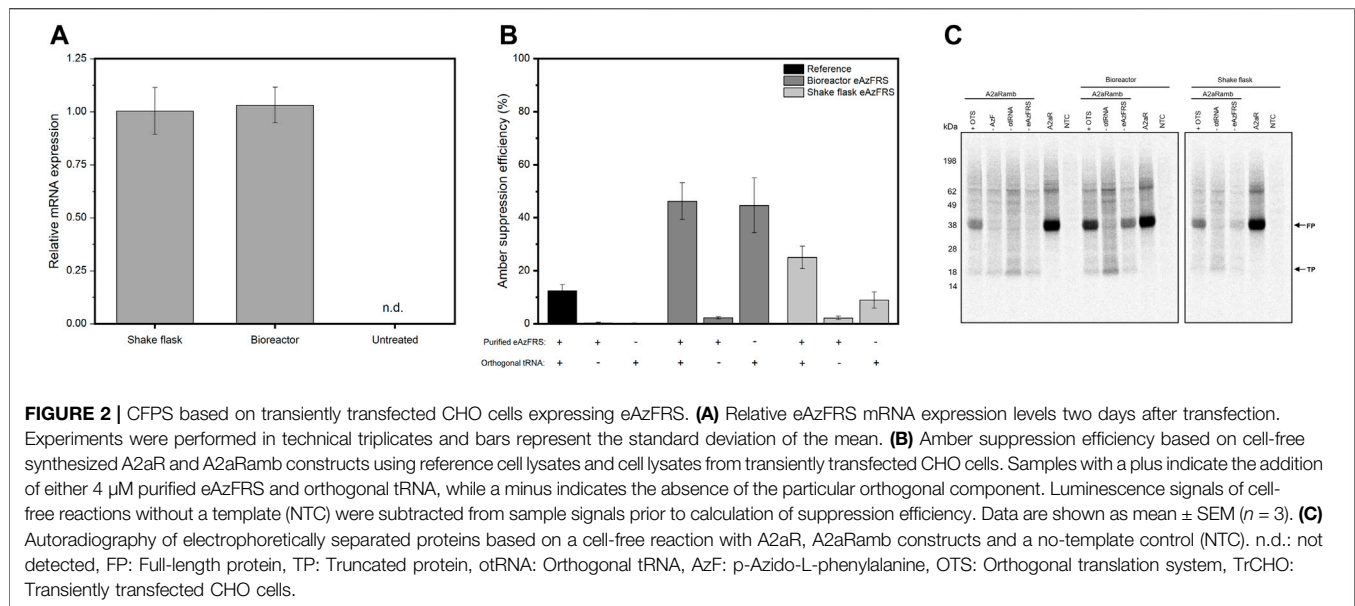 A
Relative mRNA expression
1.25
1.00
0.75
0.50
0.25
0.00
n.d.
Shake flask Bioreactor Untreated
B
Amber suppression efficiency (%)
100
80
60
40
20
0
Reference
Bioreactor eAzFRS
Shake flask eAzFRS
Purified eAzFRS: + + - + + - + + -
Orthogonal tRNA: + - + + - + + - +
C
Bioreactor Shake flask
A2aRamb A2aRamb A2aRamb
kDa + OTS - AzF - otRNA - eAzFRS A2aR NTC + OTS - otRNA - eAzFRS A2aR NTC + OTS - otRNA - eAzFRS A2aR NTC
198
62
49
38
28
18
14
FP
TP
FIGURE 2 | CFPS based on transiently transfected CHO cells expressing eAzFRS. (A) Relative eAzFRS mRNA expression levels two days after transfection.
Experiments were performed in technical triplicates and bars represent the standard deviation of the mean. (B) Amber suppression efficiency based on cell-free
synthesized A2aR and A2aRamb constructs using reference cell lysates and cell lysates from transiently transfected CHO cells. Samples with a plus indicate the addition
of either 4 µM purified eAzFRS and orthogonal tRNA, while a minus indicates the absence of the particular orthogonal component. Luminescence signals of cell-
free reactions without a template (NTC) were subtracted from sample signals prior to calculation of suppression efficiency. Data are shown as mean ± SEM (n = 3). (C)
Autoradiography of electrophoretically separated proteins based on a cell-free reaction with A2aR, A2aRamb constructs and a no-template control (NTC). n.d.: not
detected, FP: Full-length protein, TP: Truncated protein, otRNA: Orthogonal tRNA, AzF: p-Azido-L-phenylalanine, OTS: Orthogonal translation system, TrCHO:
Transiently transfected CHO cells.